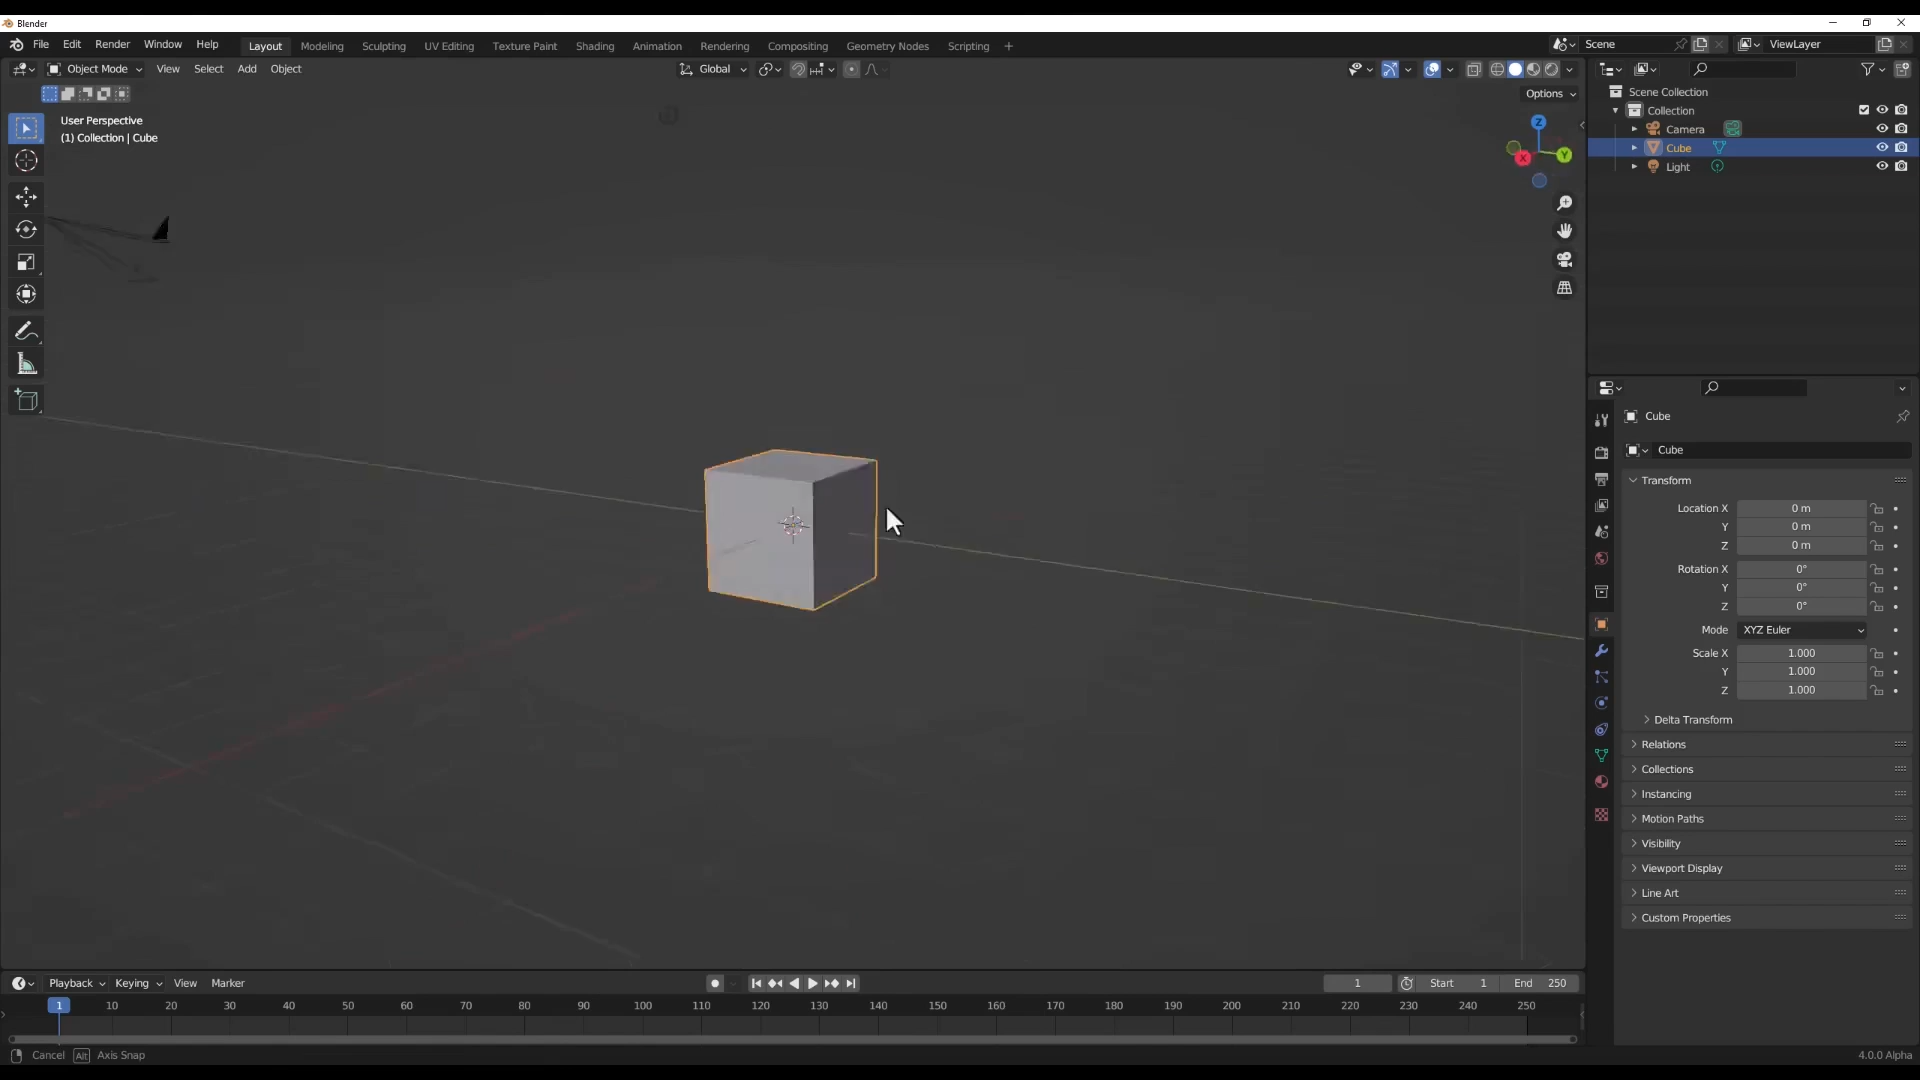 Blender
File Edit Render Window Help Layout Modeling Sculpting UV Editing Texture Paint Shading Animation Rendering Compositing Geometry Nodes Scripting + Scene ViewLayer
Object Mode View Select Add Object Global
Options
User Perspective
(1) Collection | Cube
Z
X
Y
Scene Collection
Collection
Camera
Cube
Light
Cube
Cube
Transform
Location X 0 m
Y 0 m
Z 0 m
Rotation X 0°
Y 0°
Z 0°
Mode XYZ Euler
Scale X 1.000
Y 1.000
Z 1.000
Delta Transform
Relations
Collections
Instancing
Motion Paths
Visibility
Viewport Display
Line Art
Custom Properties
Playback Keying View Marker 1 Start 1 End 250
1 10 20 30 40 50 60 70 80 90 100 110 120 130 140 150 160 170 180 190 200 210 220 230 240 250
Cancel Alt Axis Snap 4.0.0 Alpha